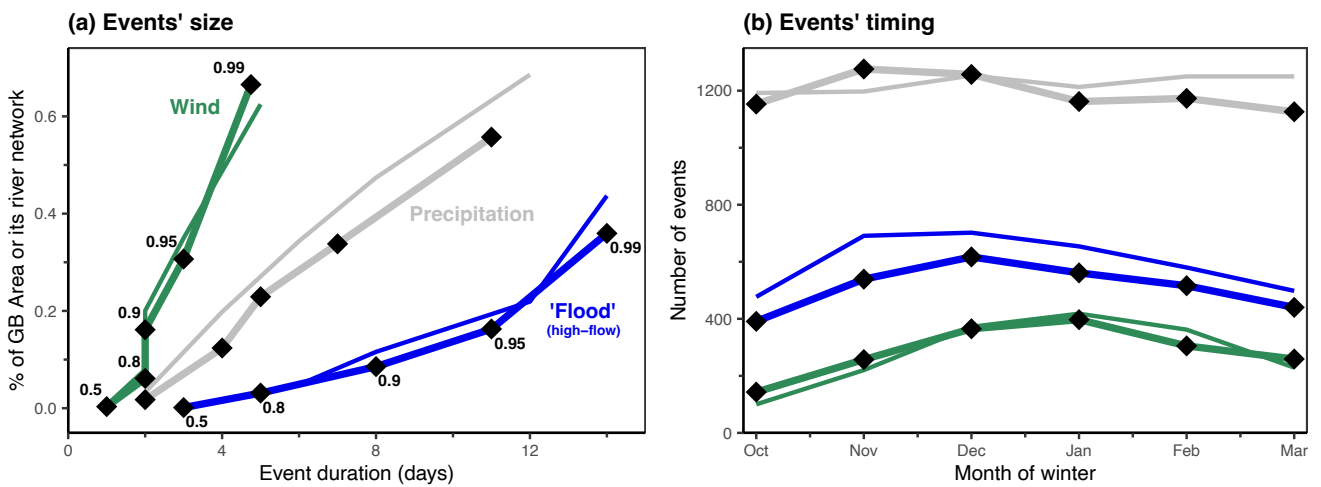 (a) Events' size
% of GB Area or its river network
0.6
0.4
0.2
0.0
0.99
Wind
0.95
0.9
0.8
0.5
Precipitation
0.99
'Flood'
(high−flow)
0.95
0.9
0.8
0.5
0
4
8
12
Event duration (days)
(b) Events' timing
Number of events
1200
800
400
0
Oct
Nov
Dec
Jan
Feb
Mar
Month of winter